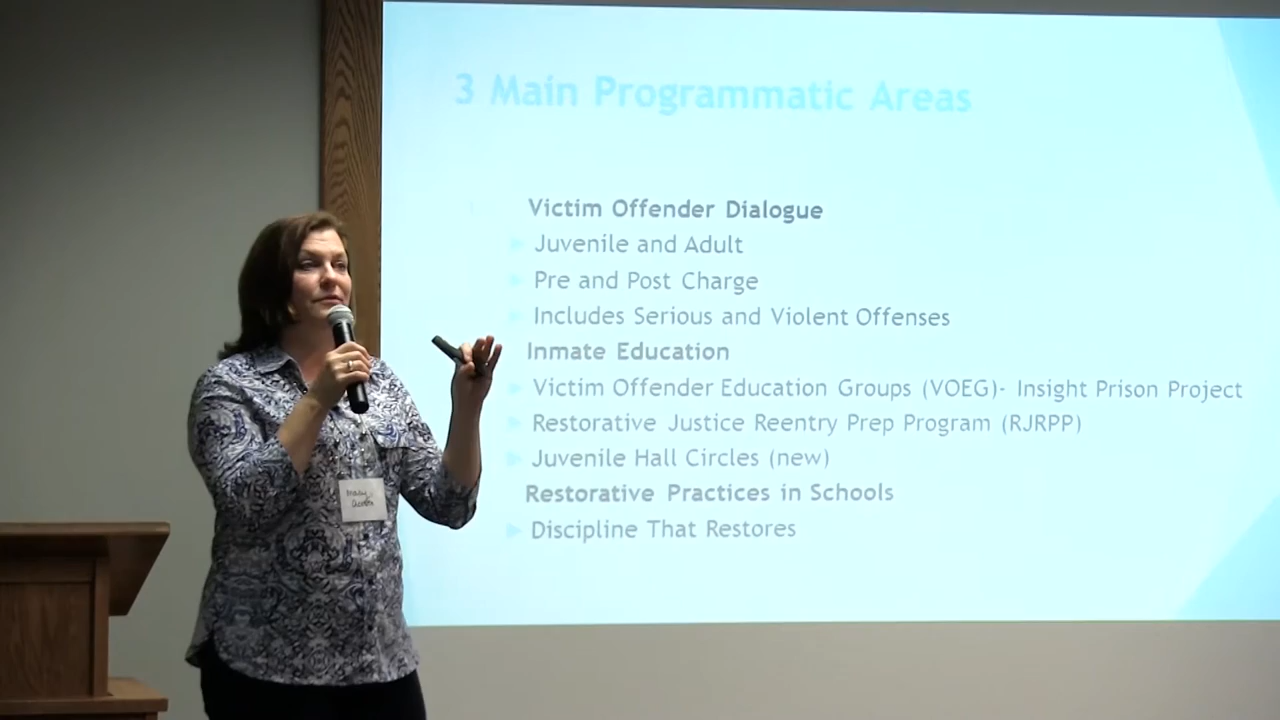 3 Main Programmatic Areas
Victim Offender Dialogue
Juvenile and Adult
Pre and Post Charge
Includes Serious and Violent Offenses
Inmate Education
Victim Offender Education Groups (VOEG)- Insight Prison Project
Restorative Justice Reentry Prep Program (RJRPP)
Juvenile Hall Circles (new)
Restorative Practices in Schools
Discipline That Restores